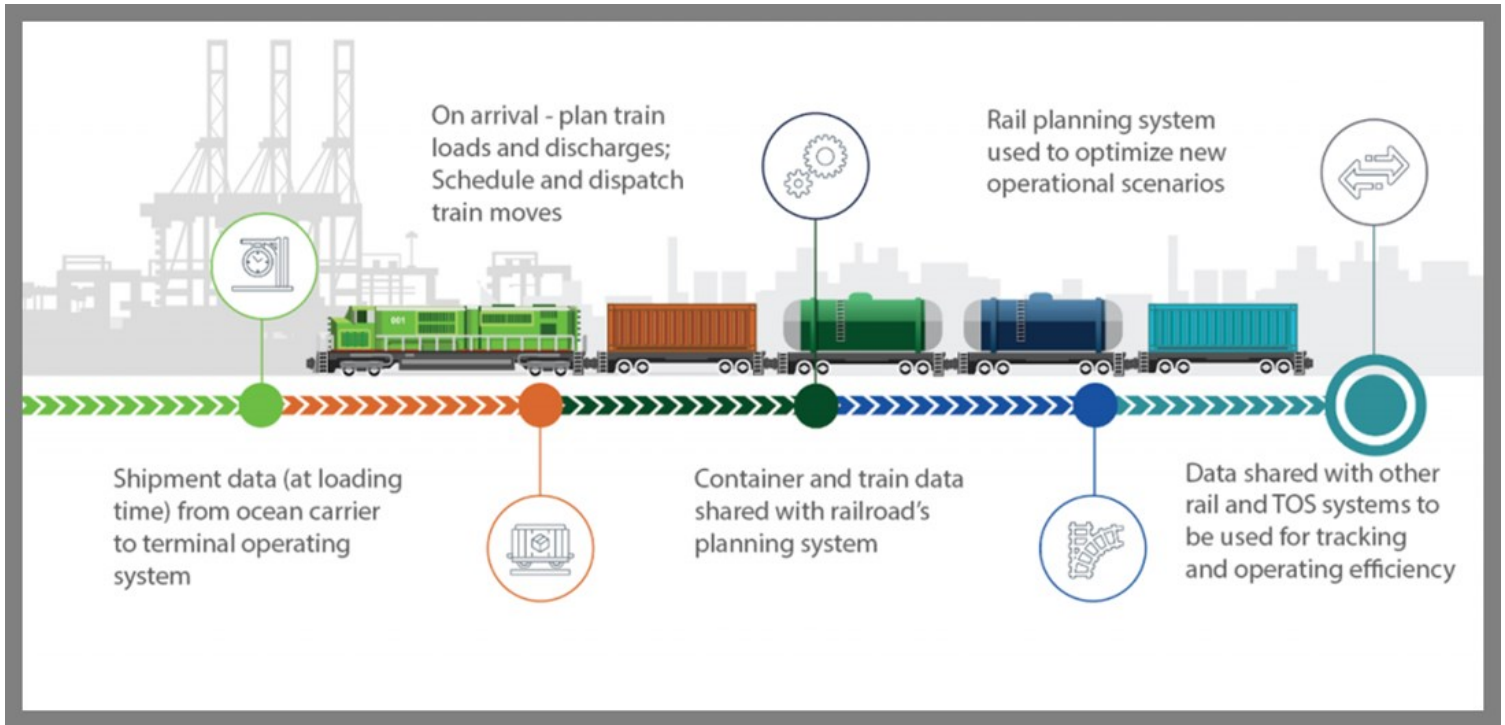 On arrival - plan train
loads and discharges;
Schedule and dispatch
train moves
Rail planning system
used to optimize new
operational scenarios
001
Shipment data (at loading
time) from ocean carrier
to terminal operating
system
Container and train data
shared with railroad's
planning system
Data shared with other
rail and TOS systems to
be used for tracking
and operating efficiency